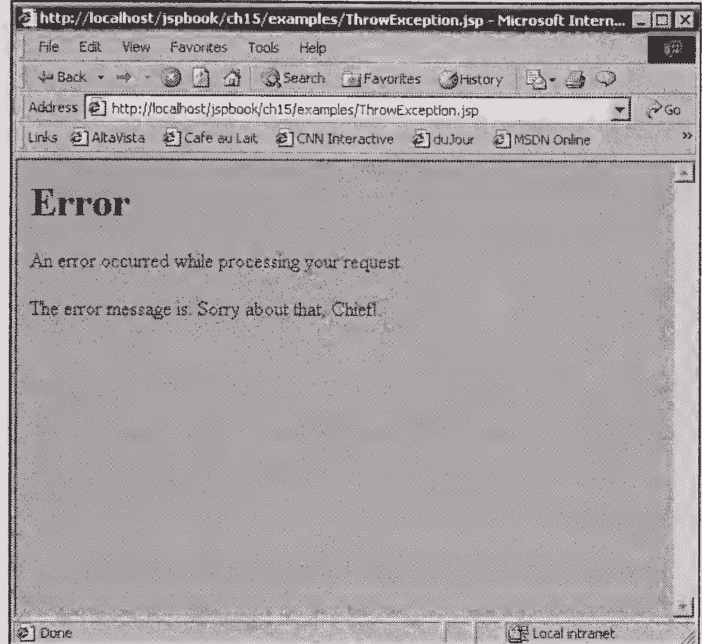 http://localhost/jspbook/ch15/examples/ThrowException.jsp - Microsoft Intern...
File Edit View Favorites Tools Help
Back Search Favorites History
Address http://localhost/jspbook/ch15/examples/ThrowException.jsp Go
Links AltaVista Cafe au Lait CNN Interactive duJour MSDN Online »
Error
An error occurred while processing your request.
The error message is: Sorry about that, Chief!.
Done Local intranet